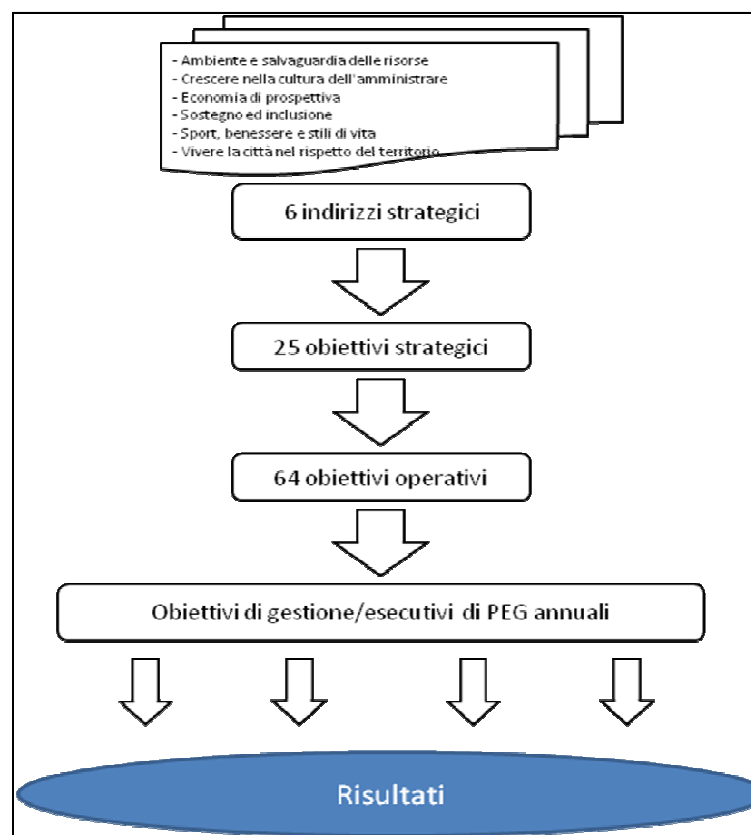 - Ambiente e salvaguardia delle risorse
- Crescere nella cultura dell'amministrare
- Economia di prospettiva
- Sostegno ed inclusione
- Sport, benessere e stili di vita
- Vivere la città nel rispetto del territorio
6 indirizzi strategici
25 obiettivi strategici
64 obiettivi operativi
Obiettivi di gestione/esecutivi di PEG annuali
Risultati